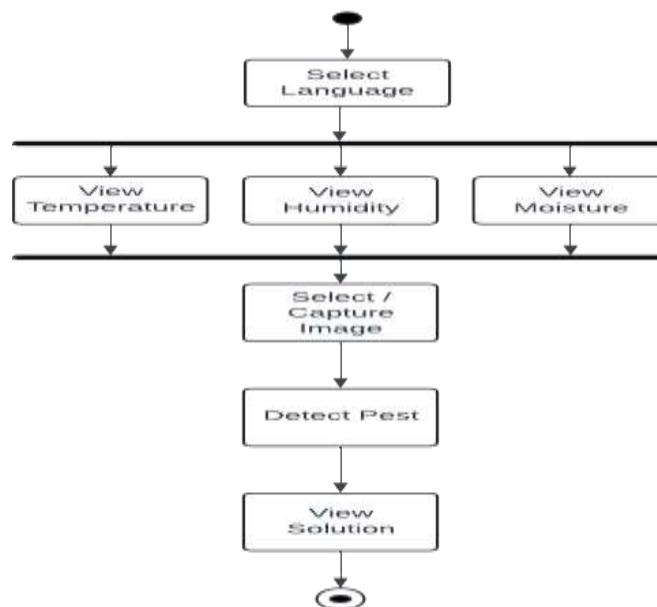 Select
Language
View
Temperature
View
Humidity
View
Moisture
Select /
Capture
Image
Detect Pest
View
Solution